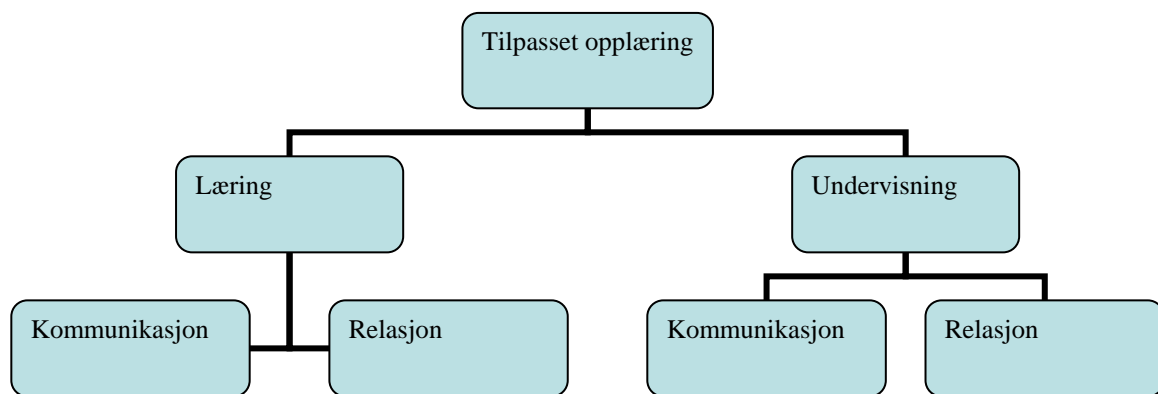 Tilpasset opplæring
Læring
Undervisning
Kommunikasjon
Relasjon
Kommunikasjon
Relasjon